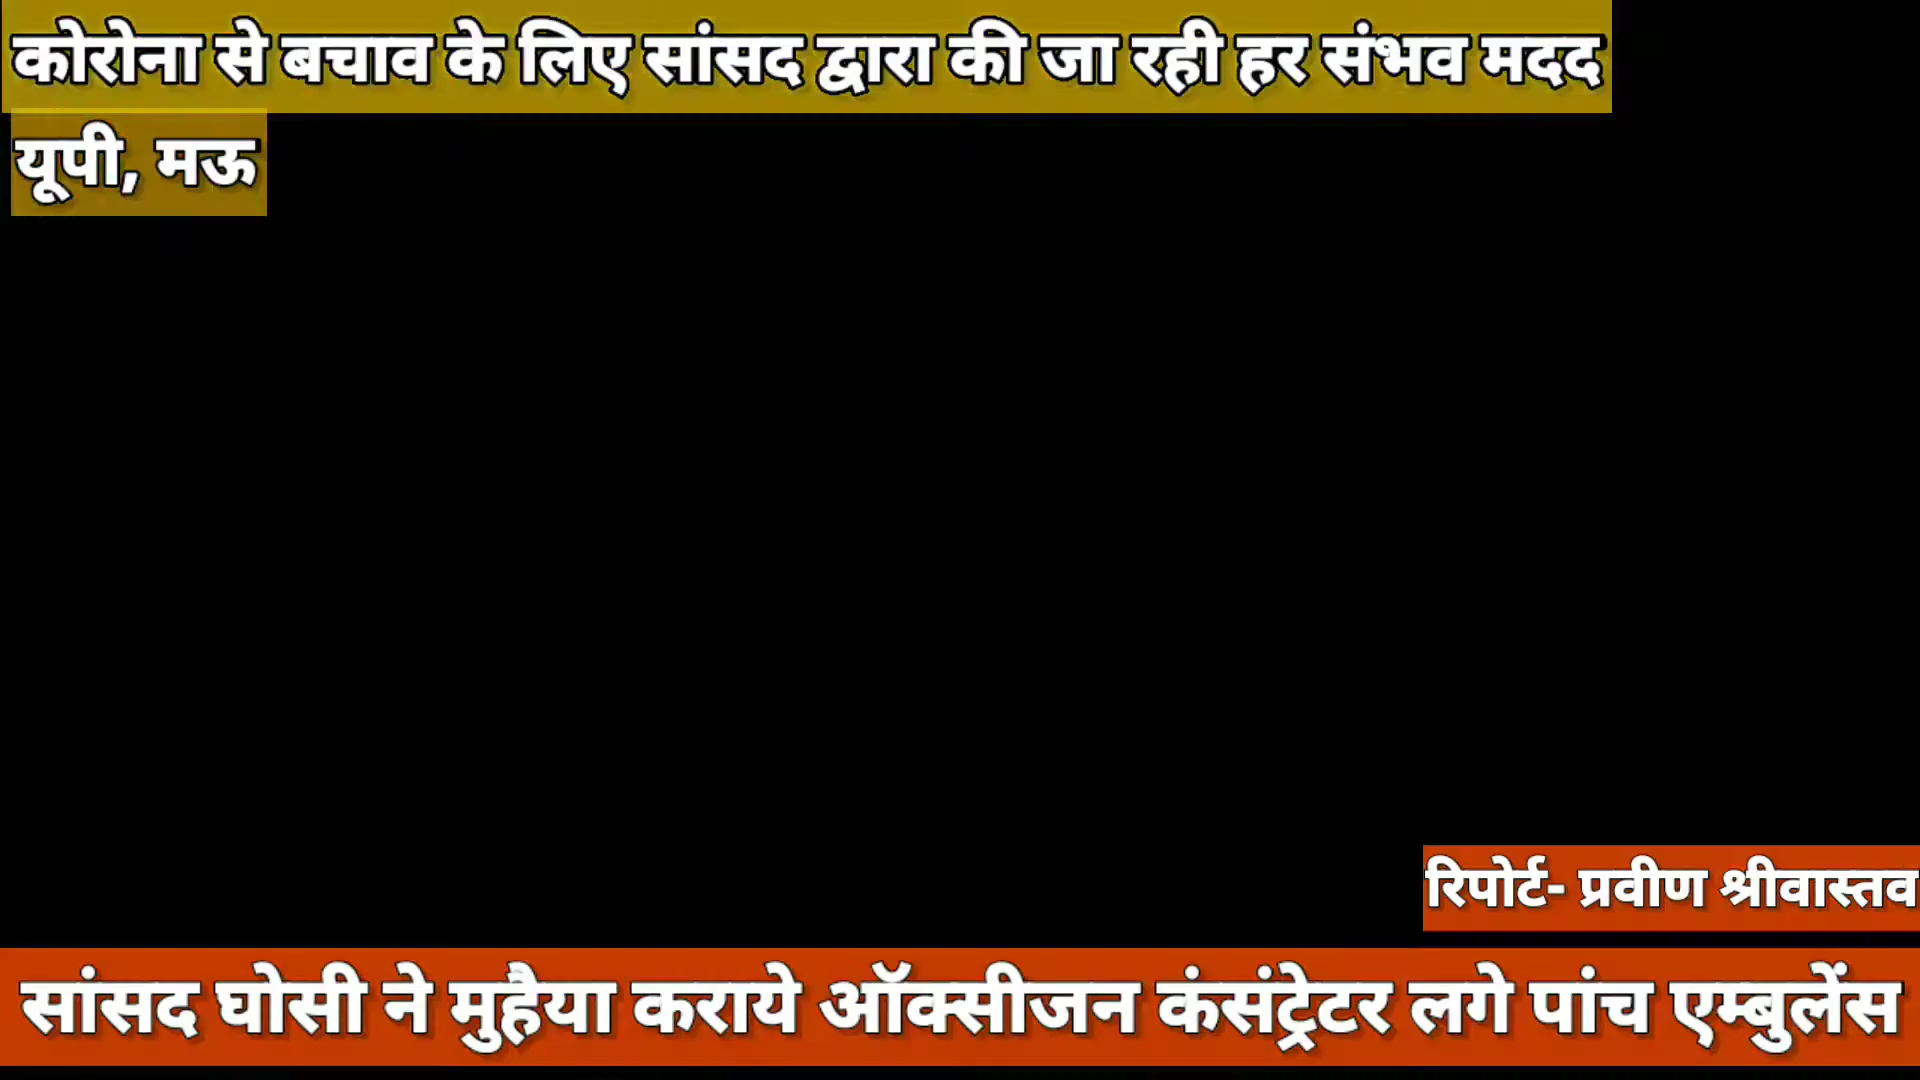 कोरोना से बचाव के लिए सांसद द्वारा की जा रही हर संभव मदद
यूपी, मऊ
रिपोर्ट- प्रवीण श्रीवास्तव
सांसद घोसी ने मुहैया कराये ऑक्सीजन कंसंट्रेटर लगे पांच एम्बुलेंस